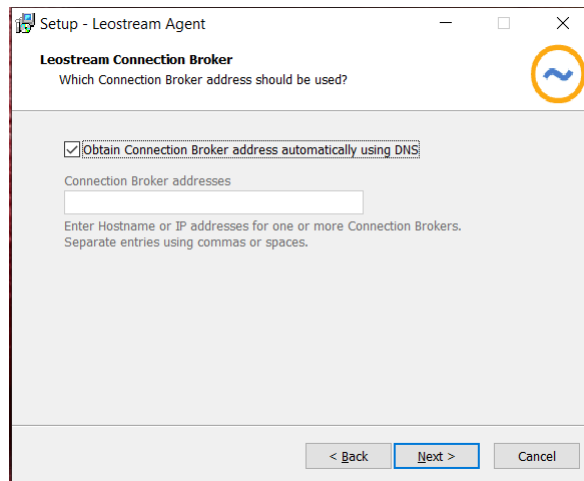 Setup - Leostream Agent
Leostream Connection Broker
Which Connection Broker address should be used?
Obtain Connection Broker address automatically using DNS
Connection Broker addresses
Enter Hostname or IP addresses for one or more Connection Brokers.
Separate entries using commas or spaces.
< Back Next > Cancel